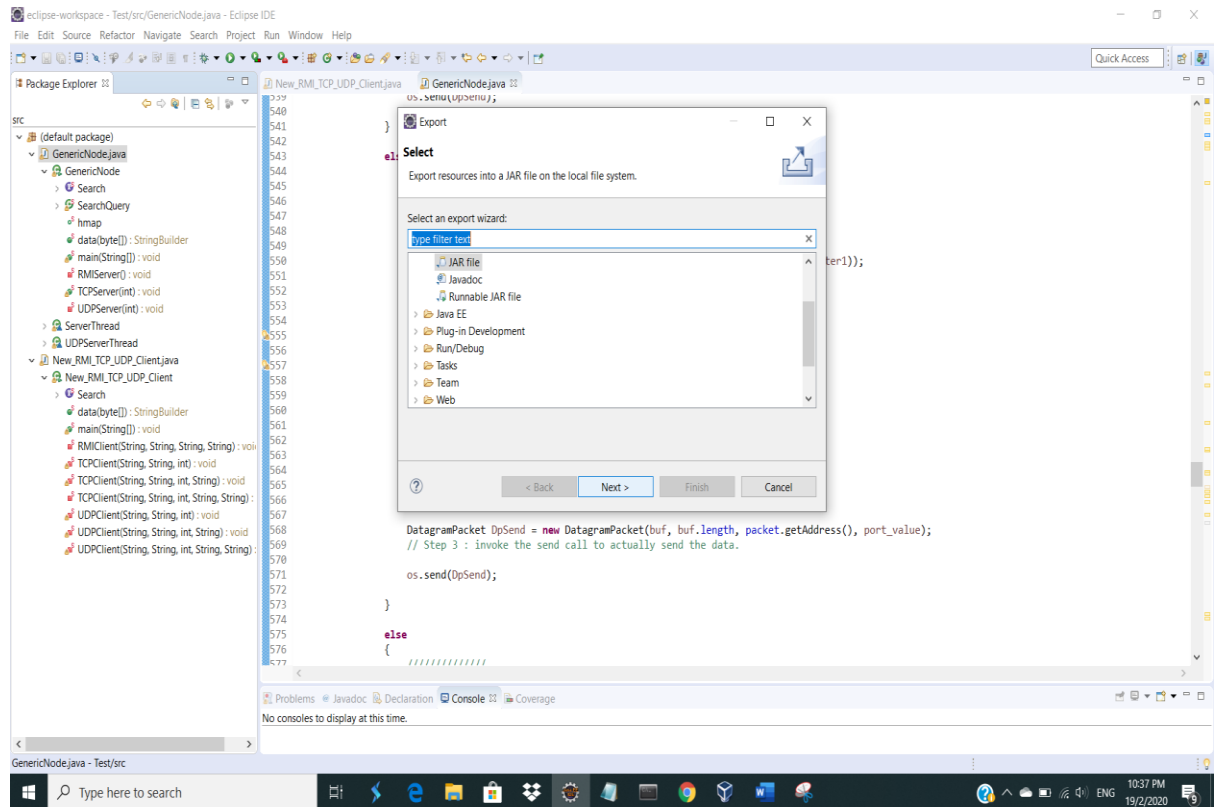 eclipse-workspace - Test/src/GenericNode.java - Eclipse IDE
File Edit Source Refactor Navigate Search Project Run Window Help
Quick Access
Package Explorer
src
(default package)
GenericNode.java
GenericNode
Search
SearchQuery
hmap
data(byte[]) : StringBuilder
main(String[]) : void
RMIServer() : void
TCPServer(int) : void
UDPServer(int) : void
ServerThread
UDPServerThread
New_RMI_TCP_UDP_Client.java
New_RMI_TCP_UDP_Client
Search
data(byte[]) : StringBuilder
main(String[]) : void
RMIClient(String, String, String, String) : voi
TCPClient(String, String, int) : void
TCPClient(String, String, int, String) : void
TCPClient(String, String, int, String, String) :
UDPClient(String, String, int) : void
UDPClient(String, String, int, String) : void
UDPClient(String, String, int, String, String) :
New_RMI_TCP_UDP_Client.java GenericNode.java
539 os.send(DpSend);
540
541 }
542
543 el
544
545
546
547
548
549
550 ter1));
551
552
553
554
555
556
557
558
559
560
561
562
563
564
565
566
567
568 DatagramPacket DpSend = new DatagramPacket(buf, buf.length, packet.getAddress(), port_value);
569 // Step 3 : invoke the send call to actually send the data.
570
571 os.send(DpSend);
572
573 }
574
575 else
576 {
577 //////////////
Export
Select
Export resources into a JAR file on the local file system.
Select an export wizard:
type filter text
JAR file
Javadoc
Runnable JAR file
Java EE
Plug-in Development
Run/Debug
Tasks
Team
Web
< Back Next > Finish Cancel
Problems Javadoc Declaration Console Coverage
No consoles to display at this time.
GenericNode.java - Test/src
Type here to search
ENG
10:37 PM
19/2/2020